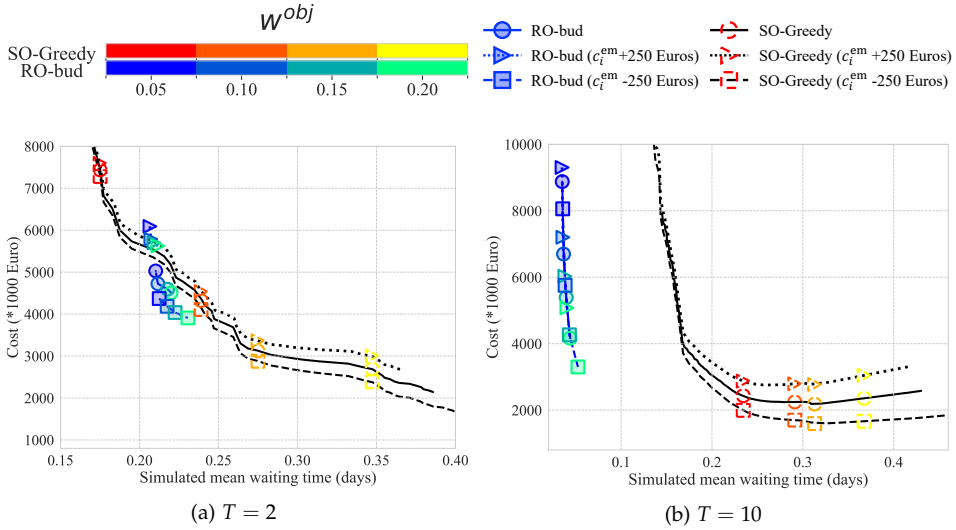 w^obj
SO-Greedy
RO-bud
0.05 0.10 0.15 0.20
RO-bud
RO-bud (c_i^em+250 Euros)
RO-bud (c_i^em -250 Euros)
SO-Greedy
SO-Greedy (c_i^em +250 Euros)
SO-Greedy (c_i^em -250 Euros)
Cost (*1000 Euro)
8000
7000
6000
5000
4000
3000
2000
1000
0.15 0.20 0.25 0.30 0.35 0.40
Simulated mean waiting time (days)
(a) T = 2
Cost (*1000 Euro)
10000
8000
6000
4000
2000
0.1 0.2 0.3 0.4
Simulated mean waiting time (days)
(b) T = 10